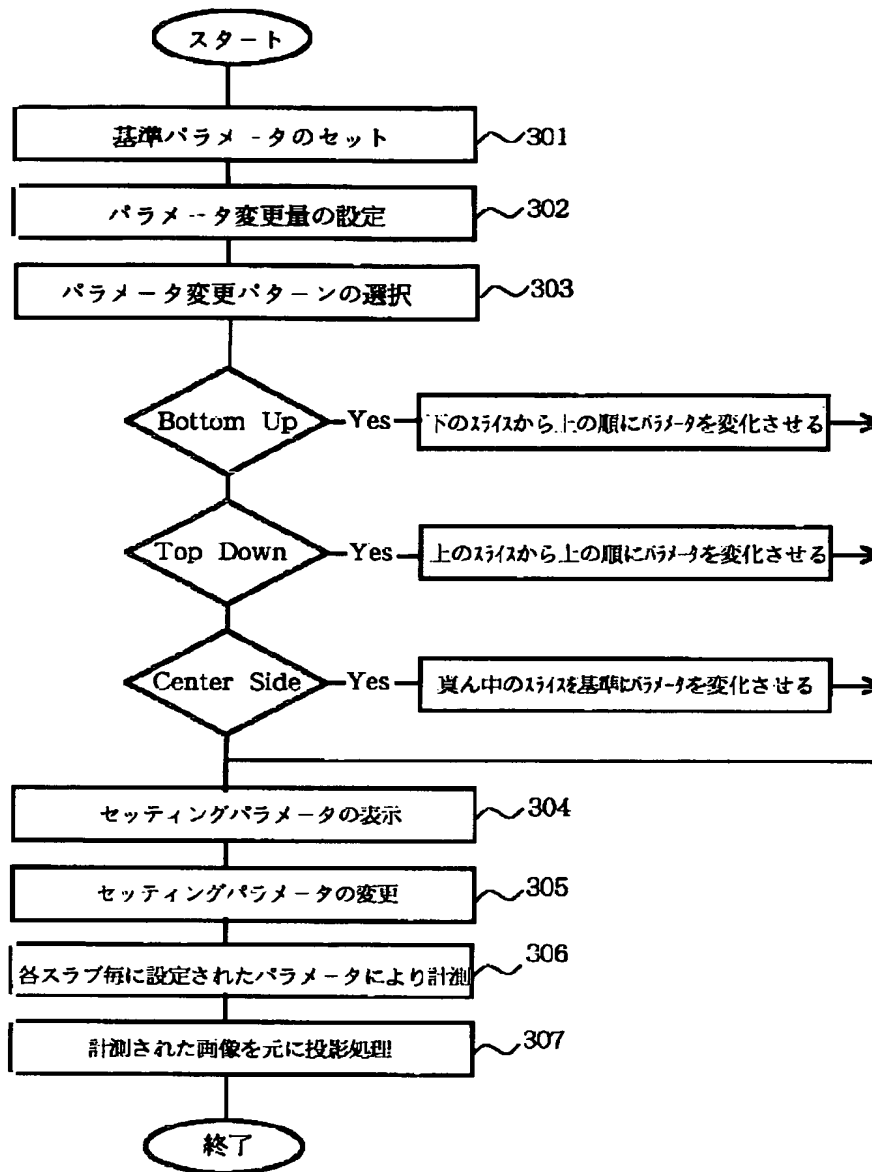 スタート
基準パラメータのセット
301
パラメータ変更量の設定
302
パラメータ変更パターンの選択
303
Bottom Up
Yes
下のスライスから上の順にパラメータを変化させる
Top Down
Yes
上のスライスから上の順にパラメータを変化させる
Center Side
Yes
真ん中のスライスを基準にパラメータを変化させる
セッティングパラメータの表示
304
セッティングパラメータの変更
305
各スラブ毎に設定されたパラメータにより計測
306
計測された画像を元に投影処理
307
終了